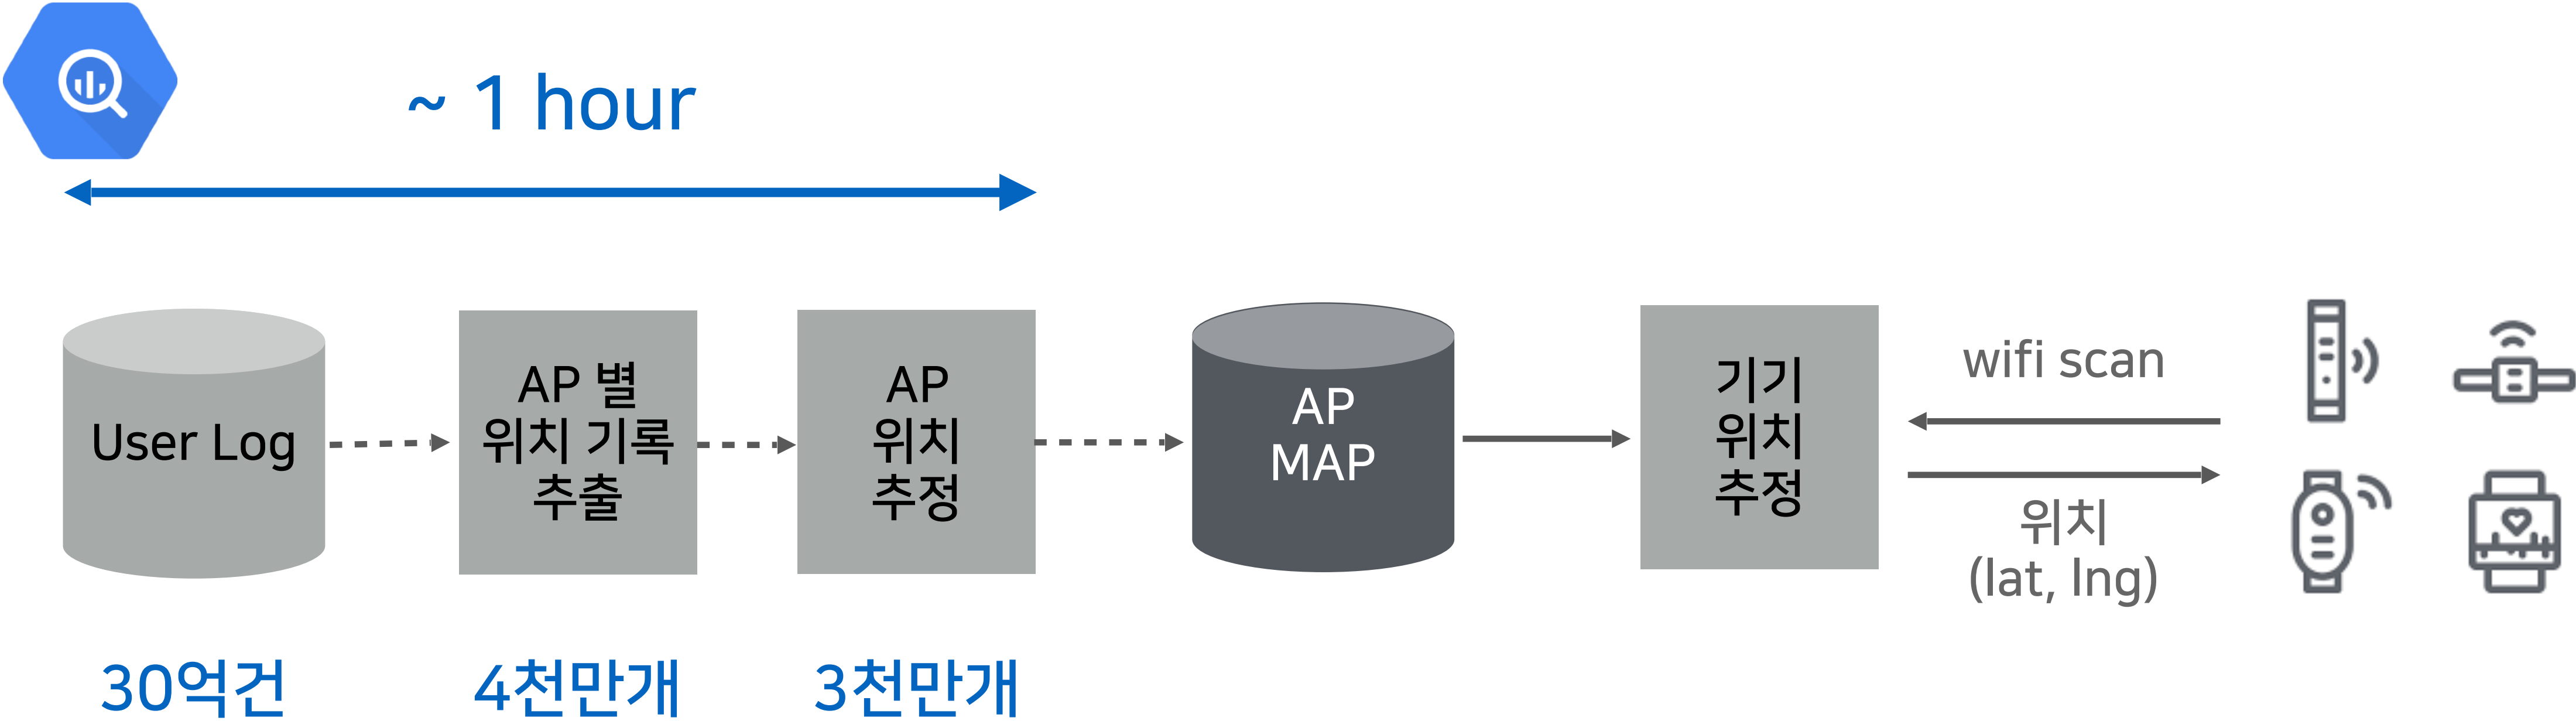 ~ 1 hour
User Log
AP 별
위치 기록
추출
AP
위치
추정
AP
MAP
기기
위치
추정
wifi scan
위치
(lat, lng)
30억건
4천만개
3천만개